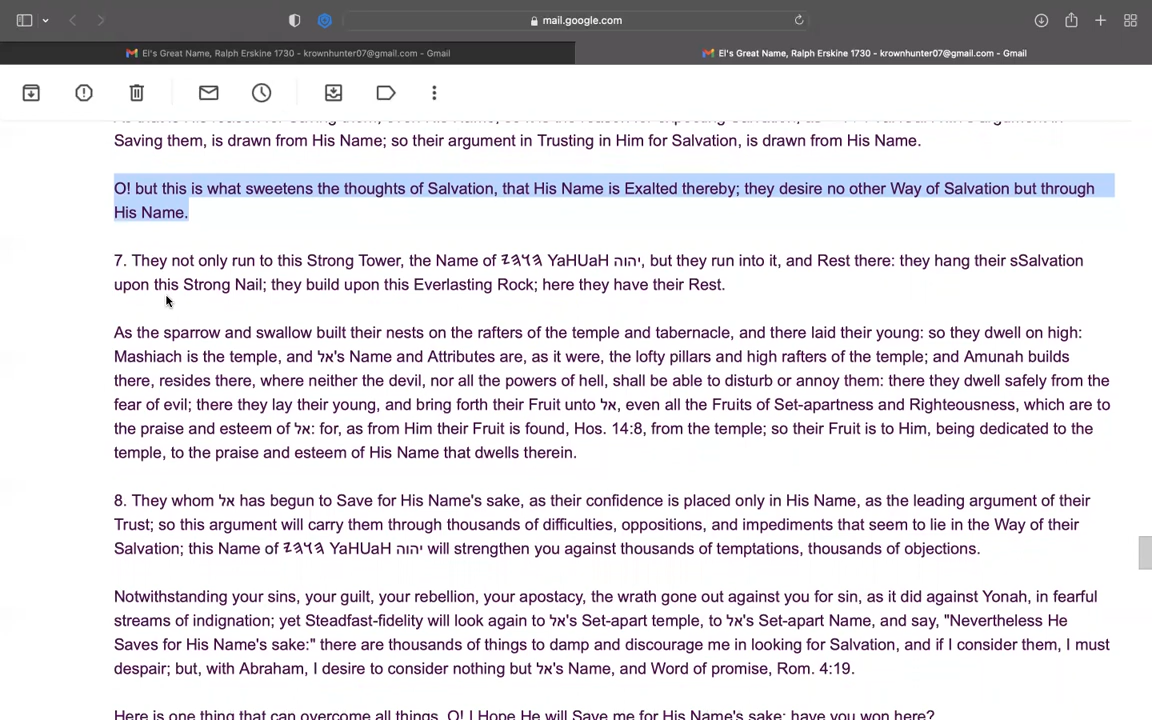 mail.google.com
El's Great Name, Ralph Erskine 1730 - krownhunter07@gmail.com - Gmail
El's Great Name, Ralph Erskine 1730 - krownhunter07@gmail.com - Gmail
Saving them, is drawn from His Name; so their argument in Trusting in Him for Salvation, is drawn from His Name.
O! but this is what sweetens the thoughts of Salvation, that His Name is Exalted thereby; they desire no other Way of Salvation but through
His Name.
7. They not only run to this Strong Tower, the Name of 𐤉𐤄𐤅𐤄 YaHUaH יהוה, but they run into it, and Rest there: they hang their sSalvation
upon this Strong Nail; they build upon this Everlasting Rock; here they have their Rest.
As the sparrow and swallow built their nests on the rafters of the temple and tabernacle, and there laid their young: so they dwell on high:
Mashiach is the temple, and אל's Name and Attributes are, as it were, the lofty pillars and high rafters of the temple; and Amunah builds
there, resides there, where neither the devil, nor all the powers of hell, shall be able to disturb or annoy them: there they dwell safely from the
fear of evil; there they lay their young, and bring forth their Fruit unto אל, even all the Fruits of Set-apartness and Righteousness, which are to
the praise and esteem of אל: for, as from Him their Fruit is found, Hos. 14:8, from the temple; so their Fruit is to Him, being dedicated to the
temple, to the praise and esteem of His Name that dwells therein.
8. They whom אל has begun to Save for His Name's sake, as their confidence is placed only in His Name, as the leading argument of their
Trust; so this argument will carry them through thousands of difficulties, oppositions, and impediments that seem to lie in the Way of their
Salvation; this Name of 𐤉𐤄𐤅𐤄 YaHUaH יהוה will strengthen you against thousands of temptations, thousands of objections.
Notwithstanding your sins, your guilt, your rebellion, your apostacy, the wrath gone out against you for sin, as it did against Yonah, in fearful
streams of indignation; yet Steadfast-fidelity will look again to אל's Set-apart temple, to אל's Set-apart Name, and say, "Nevertheless He
Saves for His Name's sake:" there are thousands of things to damp and discourage me in looking for Salvation, and if I consider them, I must
despair; but, with Abraham, I desire to consider nothing but אל's Name, and Word of promise, Rom. 4:19.
Here is one thing that can overcome all things, O! I Hope He will Save me for His Name's sake: have you won here?